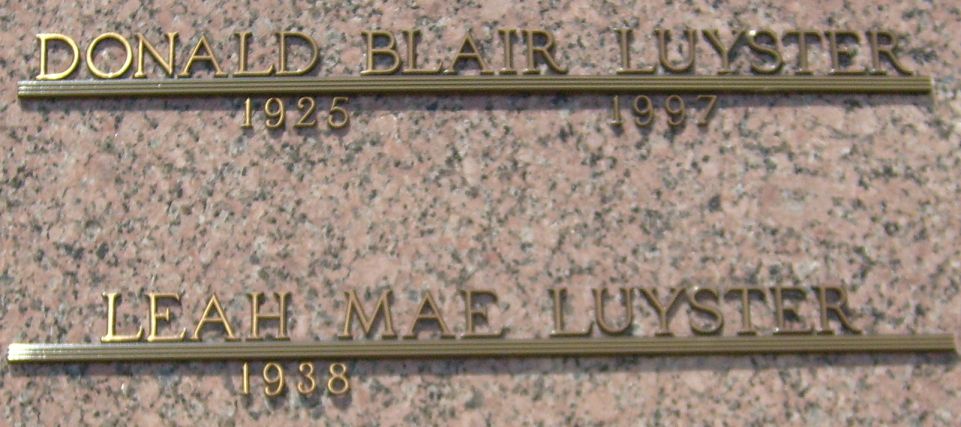 DONALD BLAIR LUYSTER
1925 1997
LEAH MAE LUYSTER
1938